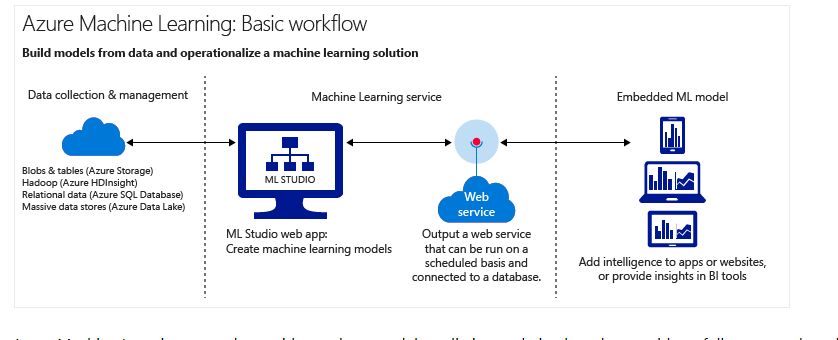 Azure Machine Learning: Basic workflow
Build models from data and operationalize a machine learning solution
Data collection & management
Blobs & tables (Azure Storage)
Hadoop (Azure HDInsight)
Relational data (Azure SQL Database)
Massive data stores (Azure Data Lake)
Machine Learning service
ML STUDIO
ML Studio web app:
Create machine learning models
Web
service
Output a web service
that can be run on a
scheduled basis and
connected to a database.
Embedded ML model
Add intelligence to apps or websites,
or provide insights in BI tools